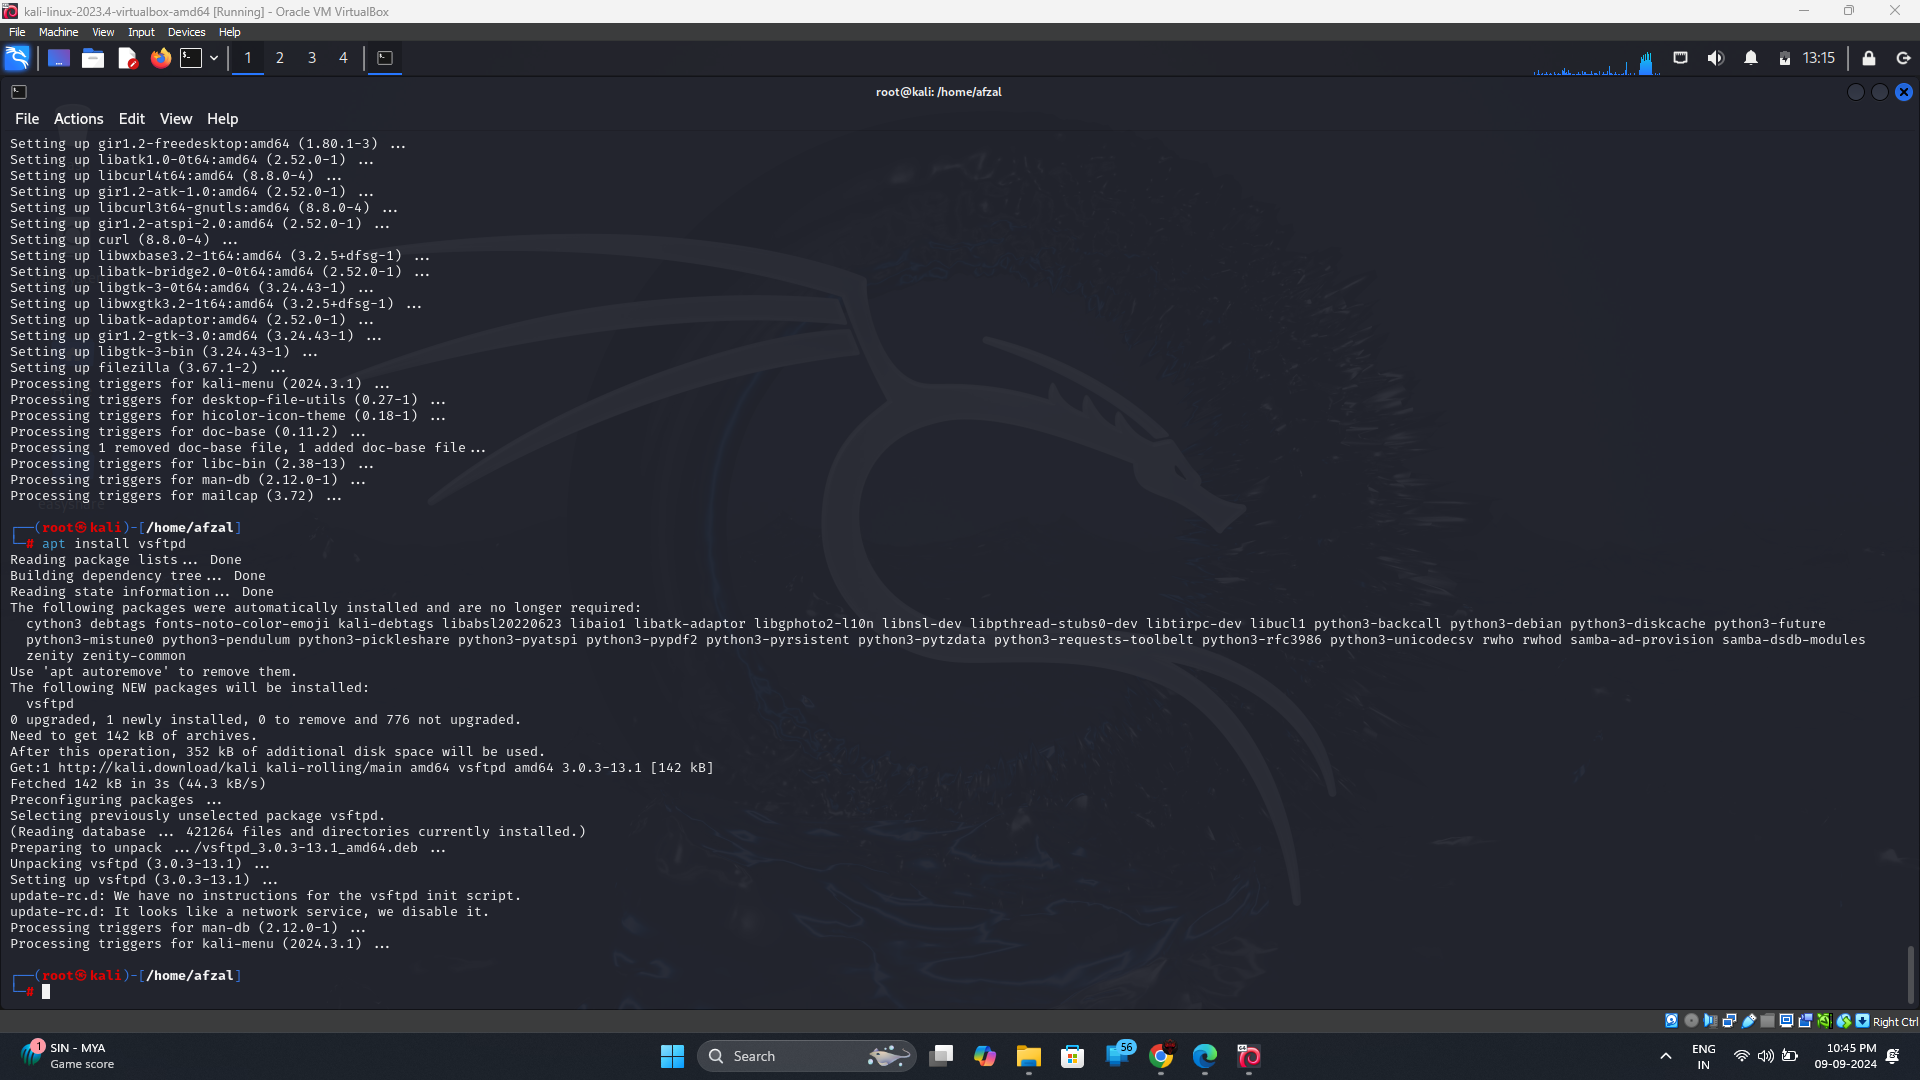 kali-linux-2023.4-virtualbox-amd64 [Running] - Oracle VM VirtualBox
File Machine View Input Devices Help
1 2 3 4 13:15
root@kali: /home/afzal
File Actions Edit View Help
Setting up gir1.2-freedesktop:amd64 (1.80.1-3) ...
Setting up libatk1.0-0t64:amd64 (2.52.0-1) ...
Setting up libcurl4t64:amd64 (8.8.0-4) ...
Setting up gir1.2-atk-1.0:amd64 (2.52.0-1) ...
Setting up libcurl3t64-gnutls:amd64 (8.8.0-4) ...
Setting up gir1.2-atspi-2.0:amd64 (2.52.0-1) ...
Setting up curl (8.8.0-4) ...
Setting up libwxbase3.2-1t64:amd64 (3.2.5+dfsg-1) ...
Setting up libatk-bridge2.0-0t64:amd64 (2.52.0-1) ...
Setting up libgtk-3-0t64:amd64 (3.24.43-1) ...
Setting up libwxgtk3.2-1t64:amd64 (3.2.5+dfsg-1) ...
Setting up libatk-adaptor:amd64 (2.52.0-1) ...
Setting up gir1.2-gtk-3.0:amd64 (3.24.43-1) ...
Setting up libgtk-3-bin (3.24.43-1) ...
Setting up filezilla (3.67.1-2) ...
Processing triggers for kali-menu (2024.3.1) ...
Processing triggers for desktop-file-utils (0.27-1) ...
Processing triggers for hicolor-icon-theme (0.18-1) ...
Processing triggers for doc-base (0.11.2) ...
Processing 1 removed doc-base file, 1 added doc-base file...
Processing triggers for libc-bin (2.38-13) ...
Processing triggers for man-db (2.12.0-1) ...
Processing triggers for mailcap (3.72) ...
easyshare
┌──(root㉿kali)-[/home/afzal]
└─# apt install vsftpd
Reading package lists... Done
Building dependency tree... Done
Reading state information... Done
The following packages were automatically installed and are no longer required:
cython3 debtags fonts-noto-color-emoji kali-debtags libabsl20220623 libaio1 libatk-adaptor libgphoto2-l10n libnsl-dev libpthread-stubs0-dev libtirpc-dev libucl1 python3-backcall python3-debian python3-diskcache python3-future
python3-mistune0 python3-pendulum python3-pickleshare python3-pyatspi python3-pypdf2 python3-pyrsistent python3-pytzdata python3-requests-toolbelt python3-rfc3986 python3-unicodecsv rwho rwhod samba-ad-provision samba-dsdb-modules
zenity zenity-common
Use 'apt autoremove' to remove them.
The following NEW packages will be installed:
vsftpd
0 upgraded, 1 newly installed, 0 to remove and 776 not upgraded.
Need to get 142 kB of archives.
After this operation, 352 kB of additional disk space will be used.
Get:1 http://kali.download/kali kali-rolling/main amd64 vsftpd amd64 3.0.3-13.1 [142 kB]
Fetched 142 kB in 3s (44.3 kB/s)
Preconfiguring packages ...
Selecting previously unselected package vsftpd.
(Reading database ... 421264 files and directories currently installed.)
Preparing to unpack .../vsftpd_3.0.3-13.1_amd64.deb ...
Unpacking vsftpd (3.0.3-13.1) ...
Setting up vsftpd (3.0.3-13.1) ...
update-rc.d: We have no instructions for the vsftpd init script.
update-rc.d: It looks like a network service, we disable it.
Processing triggers for man-db (2.12.0-1) ...
Processing triggers for kali-menu (2024.3.1) ...
┌──(root㉿kali)-[/home/afzal]
└─#
Right Ctrl
1 SIN - MYA
Game score
Search
56
ENG
IN
10:45 PM
09-09-2024